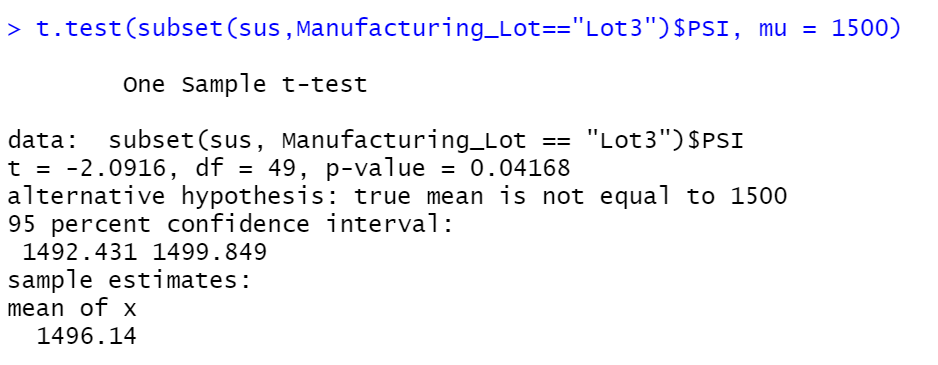 > t.test(subset(sus,Manufacturing_Lot=="Lot3")$PSI, mu = 1500)
One Sample t-test
data:  subset(sus, Manufacturing_Lot == "Lot3")$PSI
t = -2.0916, df = 49, p-value = 0.04168
alternative hypothesis: true mean is not equal to 1500
95 percent confidence interval:
 1492.431 1499.849
sample estimates:
mean of x
  1496.14